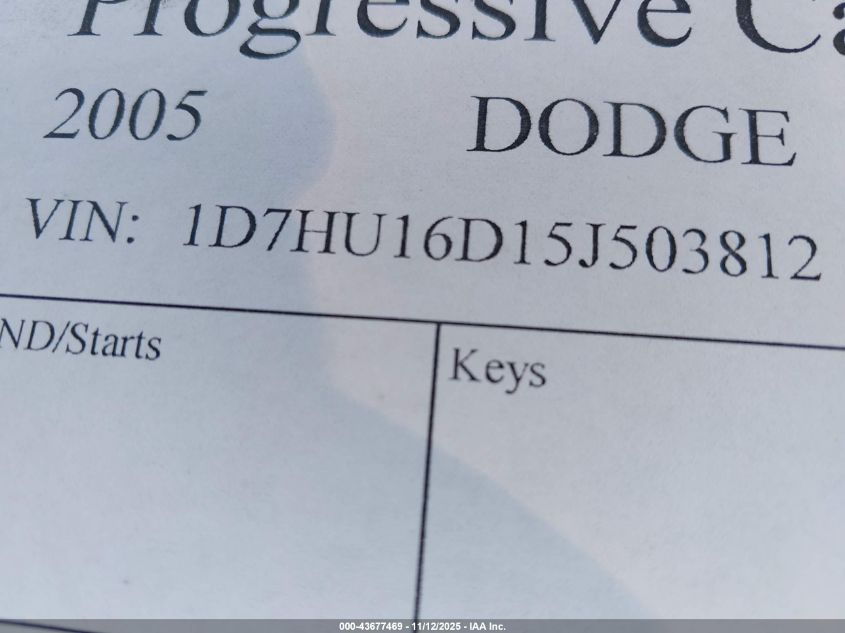 Progressive Ca
2005 DODGE
VIN: 1D7HU16D15J503812
ND/Starts Keys
000-43677469 - 11/12/2025 - IAA Inc.